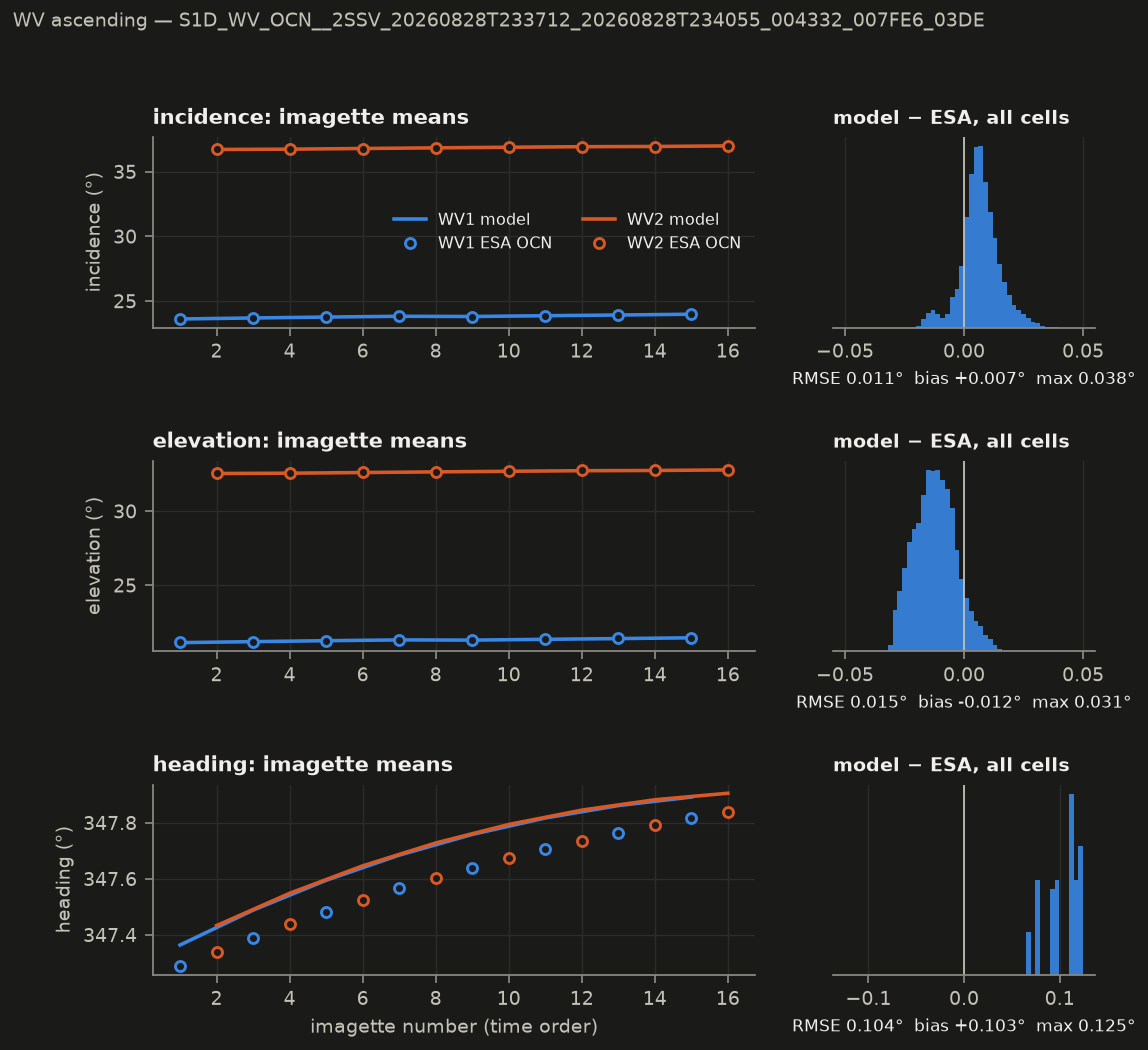 WV ascending — S1D_WV_OCN__2SSV_20260828T233712_20260828T234055_004332_007FE6_03DE
incidence: imagette means
model − ESA, all cells
incidence (°)
35
30
25
WV1 model
WV2 model
WV1 ESA OCN
WV2 ESA OCN
2 4 6 8 10 12 14 16
−0.05 0.00 0.05
RMSE 0.011° bias +0.007° max 0.038°
elevation: imagette means
model − ESA, all cells
elevation (°)
30
25
2 4 6 8 10 12 14 16
−0.05 0.00 0.05
RMSE 0.015° bias -0.012° max 0.031°
heading: imagette means
model − ESA, all cells
heading (°)
347.8
347.6
347.4
2 4 6 8 10 12 14 16
−0.1 0.0 0.1
imagette number (time order)
RMSE 0.104° bias +0.103° max 0.125°